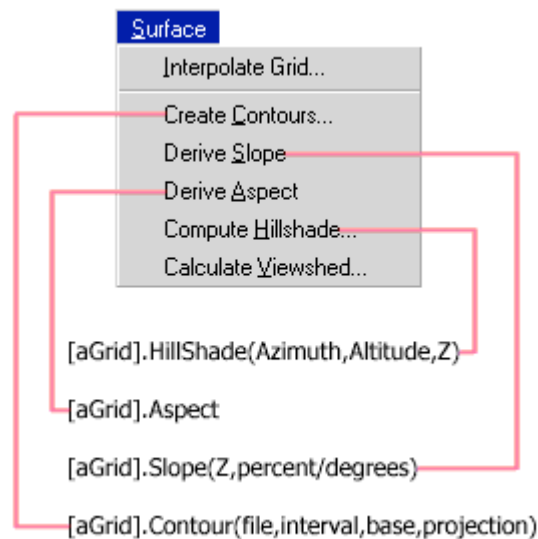 Surface
Interpolate Grid...
Create Contours...
Derive Slope
Derive Aspect
Compute Hillshade...
Calculate Viewshed...
[aGrid].HillShade(Azimuth,Altitude,Z)
[aGrid].Aspect
[aGrid].Slope(Z,percent/degrees)
[aGrid].Contour(file,interval,base,projection)